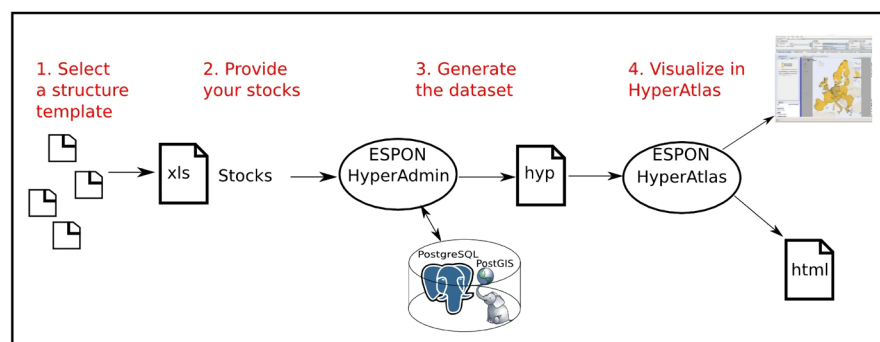 1. Select
a structure
template
2. Provide
your stocks
3. Generate
the dataset
4. Visualize in
HyperAtlas
xls
Stocks
ESPON
HyperAdmin
hyp
ESPON
HyperAtlas
PostgreSQL
PostGIS
html